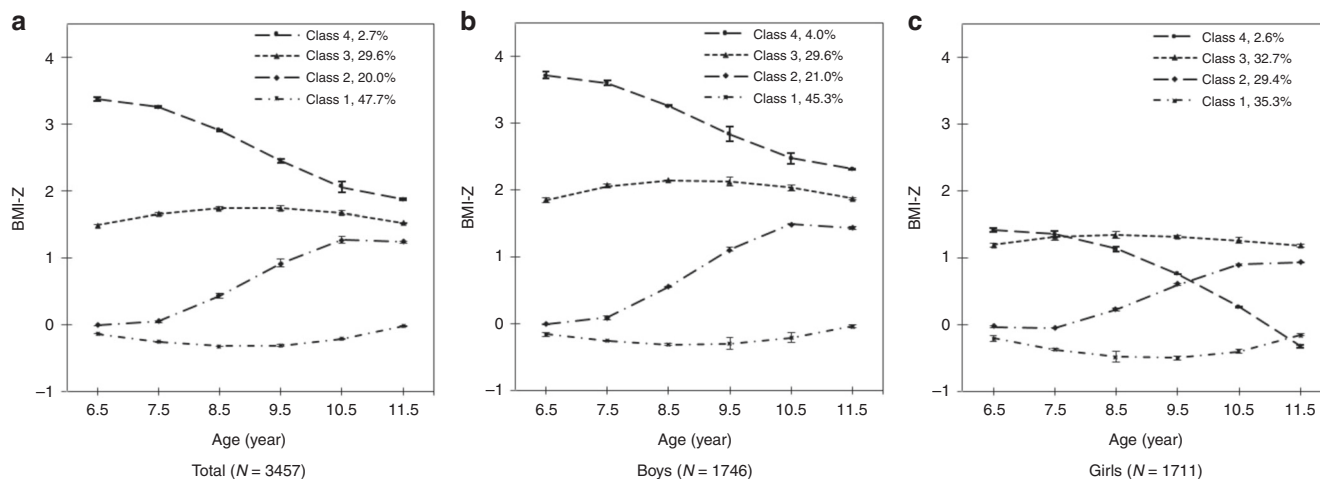 a
Class 4, 2.7%
Class 3, 29.6%
Class 2, 20.0%
Class 1, 47.7%
4
3
2
1
0
−1
BMI-Z
6.5 7.5 8.5 9.5 10.5 11.5
Age (year)
Total (N = 3457)
b
Class 4, 4.0%
Class 3, 29.6%
Class 2, 21.0%
Class 1, 45.3%
4
3
2
1
0
−1
BMI-Z
6.5 7.5 8.5 9.5 10.5 11.5
Age (year)
Boys (N = 1746)
c
Class 4, 2.6%
Class 3, 32.7%
Class 2, 29.4%
Class 1, 35.3%
4
3
2
1
0
−1
BMI-Z
6.5 7.5 8.5 9.5 10.5 11.5
Age (year)
Girls (N = 1711)